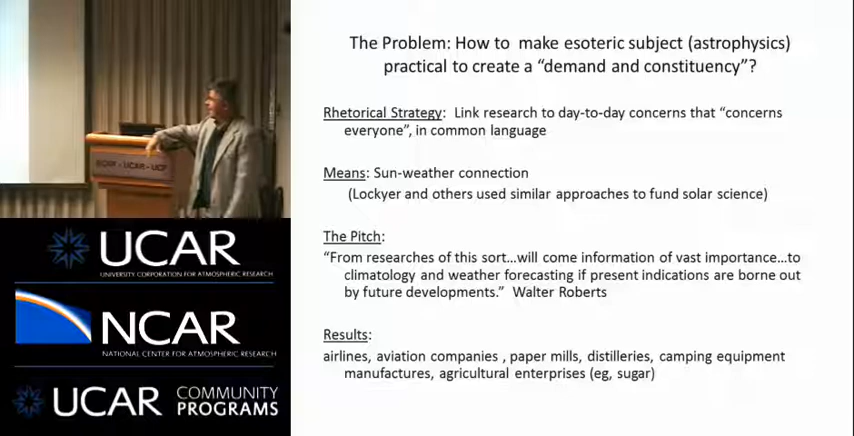 The Problem: How to make esoteric subject (astrophysics)
practical to create a “demand and constituency”?
Rhetorical Strategy: Link research to day-to-day concerns that “concerns
everyone”, in common language
Means: Sun-weather connection
(Lockyer and others used similar approaches to fund solar science)
The Pitch:
“From researches of this sort…will come information of vast importance…to
climatology and weather forecasting if present indications are borne out
by future developments.” Walter Roberts
Results:
airlines, aviation companies , paper mills, distilleries, camping equipment
manufactures, agricultural enterprises (eg, sugar)
UCAR
UNIVERSITY CORPORATION FOR ATMOSPHERIC RESEARCH
NCAR
NATIONAL CENTER FOR ATMOSPHERIC RESEARCH
UCAR COMMUNITY
PROGRAMS